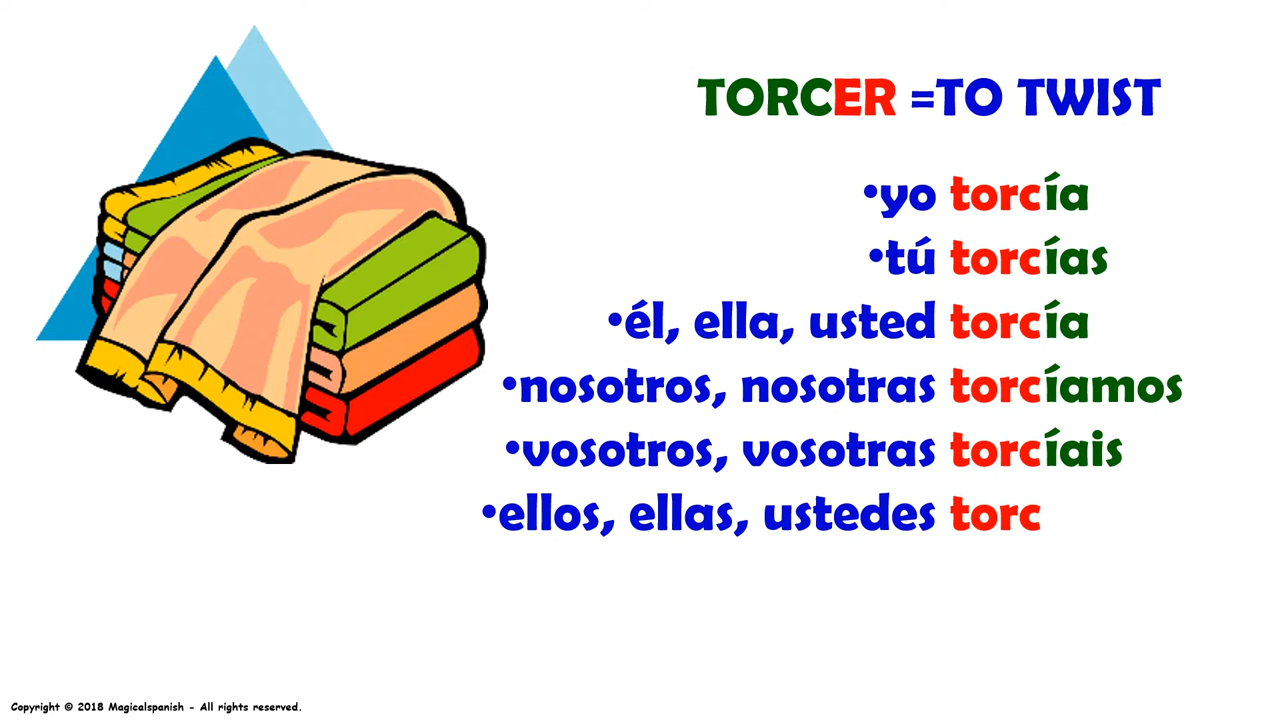 TORCER =TO TWIST
•yo torcía
•tú torcías
•él, ella, usted torcía
•nosotros, nosotras torcíamos
•vosotros, vosotras torcíais
•ellos, ellas, ustedes torc
Copyright © 2018 Magicalspanish - All rights reserved.